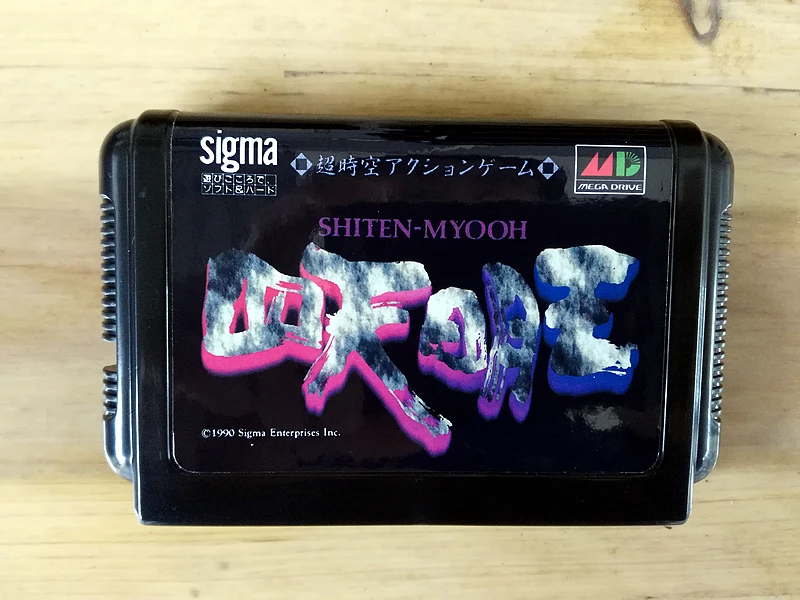 sigma
遊びごころで
ソフト&ハード
超時空アクションゲーム
MD
MEGA DRIVE
SHITEN-MYOOH
四天明王
©1990 Sigma Enterprises Inc.